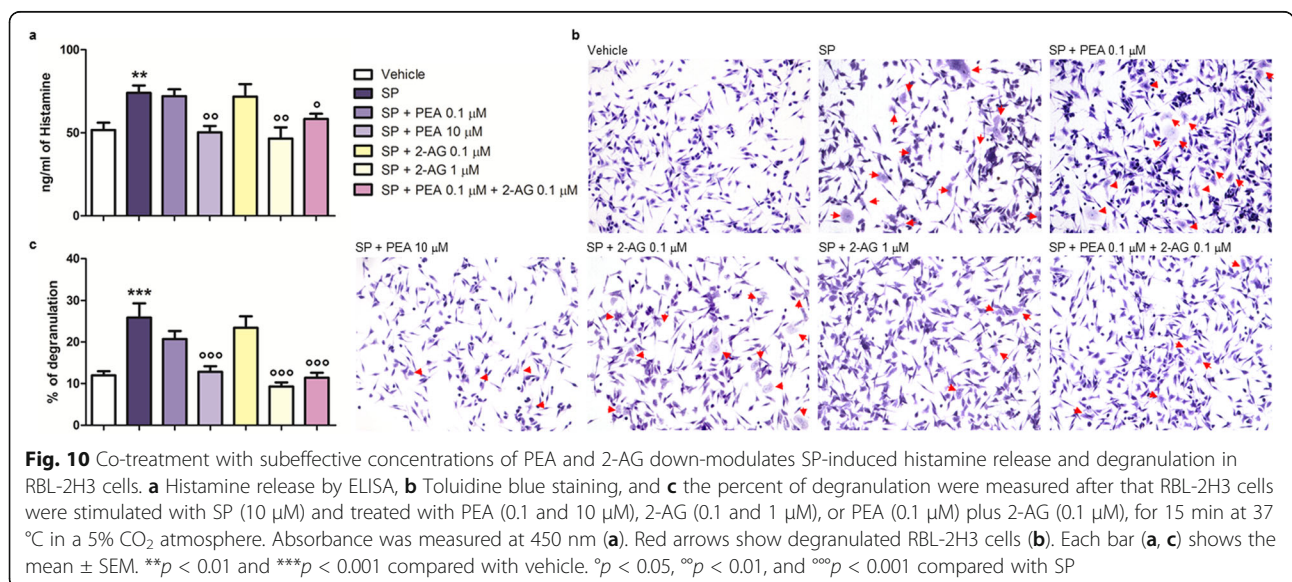 a
100
50
0
ng/ml of Histamine
**
°°
°°
°
Vehicle
SP
SP + PEA 0.1 µM
SP + PEA 10 µM
SP + 2-AG 0.1 µM
SP + 2-AG 1 µM
SP + PEA 0.1 µM + 2-AG 0.1 µM
b
Vehicle
SP
SP + PEA 0.1 µM
c
40
30
20
10
0
% of degranulation
***
°°°
°°°
°°°
SP + PEA 10 µM
SP + 2-AG 0.1 µM
SP + 2-AG 1 µM
SP + PEA 0.1 µM + 2-AG 0.1 µM
Fig. 10 Co-treatment with subeffective concentrations of PEA and 2-AG down-modulates SP-induced histamine release and degranulation in
RBL-2H3 cells. a Histamine release by ELISA, b Toluidine blue staining, and c the percent of degranulation were measured after that RBL-2H3 cells
were stimulated with SP (10 µM) and treated with PEA (0.1 and 10 µM), 2-AG (0.1 and 1 µM), or PEA (0.1 µM) plus 2-AG (0.1 µM), for 15 min at 37
°C in a 5% CO₂ atmosphere. Absorbance was measured at 450 nm (a). Red arrows show degranulated RBL-2H3 cells (b). Each bar (a, c) shows the
mean ± SEM. **p < 0.01 and ***p < 0.001 compared with vehicle. °p < 0.05, °°p < 0.01, and °°°p < 0.001 compared with SP